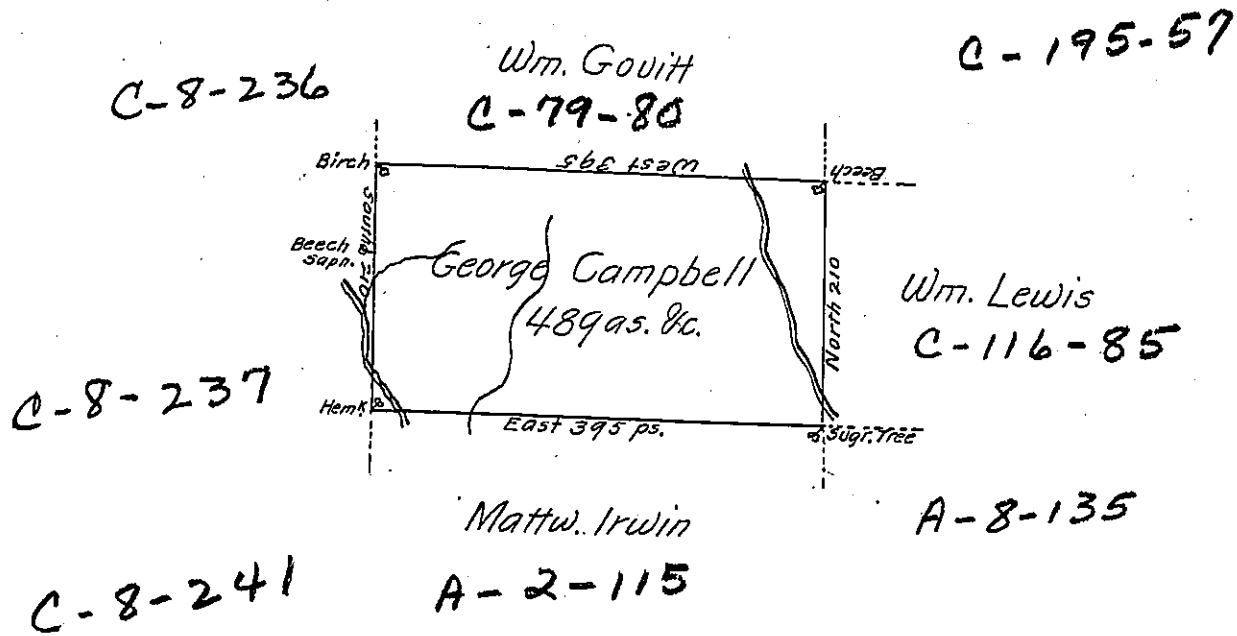 C-195-57
Wm. Govitt
C-8-236
C-79-80
Birch
West 395
Beech
South 210
Beech
sapn.
George Campbell
489as. &c.
North 210
Wm. Lewis
C-116-85
C-8-237
Hemk.
East 395 ps.
Sugr. Tree
Mattw. Irwin
A-8-135
C-8-241
A-2-115